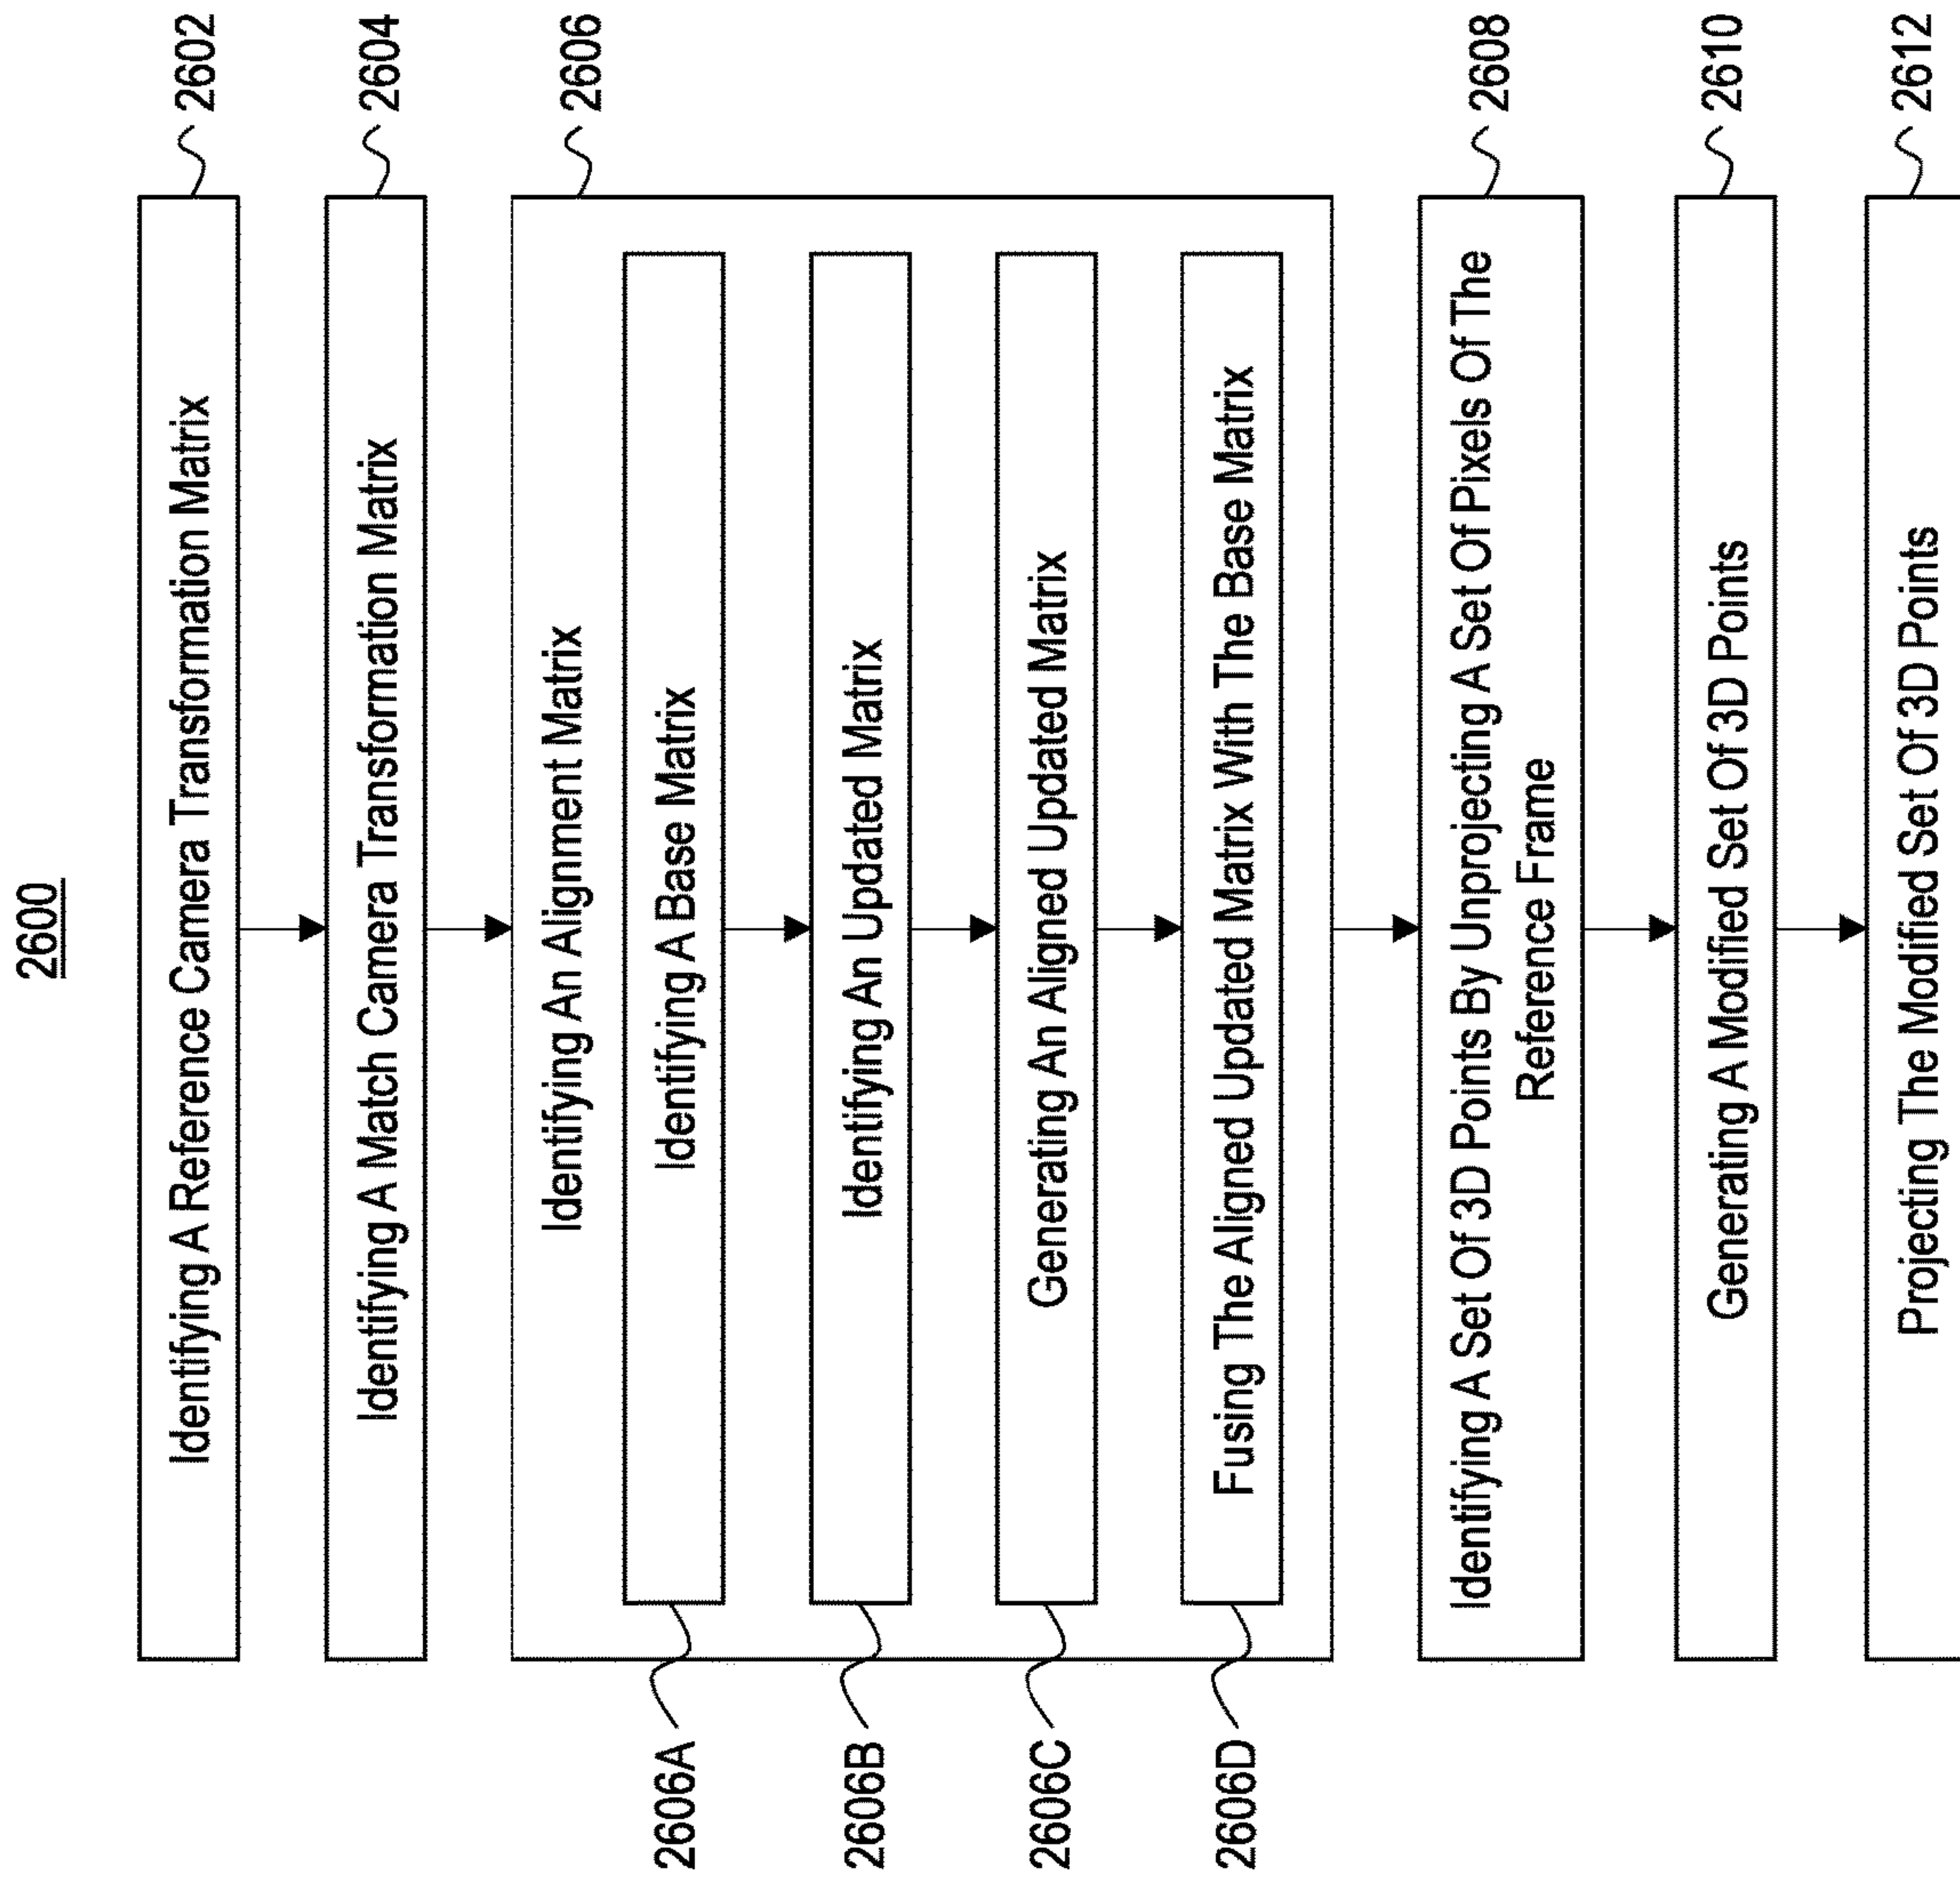 2600
Identifying A Reference Camera Transformation Matrix
2602
Identifying A Match Camera Transformation Matrix
2604
Identifying An Alignment Matrix
2606
Identifying A Base Matrix
2606A
Identifying An Updated Matrix
2606B
Generating An Aligned Updated Matrix
2606C
Fusing The Aligned Updated Matrix With The Base Matrix
2606D
Identifying A Set Of 3D Points By Unprojecting A Set Of Pixels Of The
Reference Frame
2608
Generating A Modified Set Of 3D Points
2610
Projecting The Modified Set Of 3D Points
2612